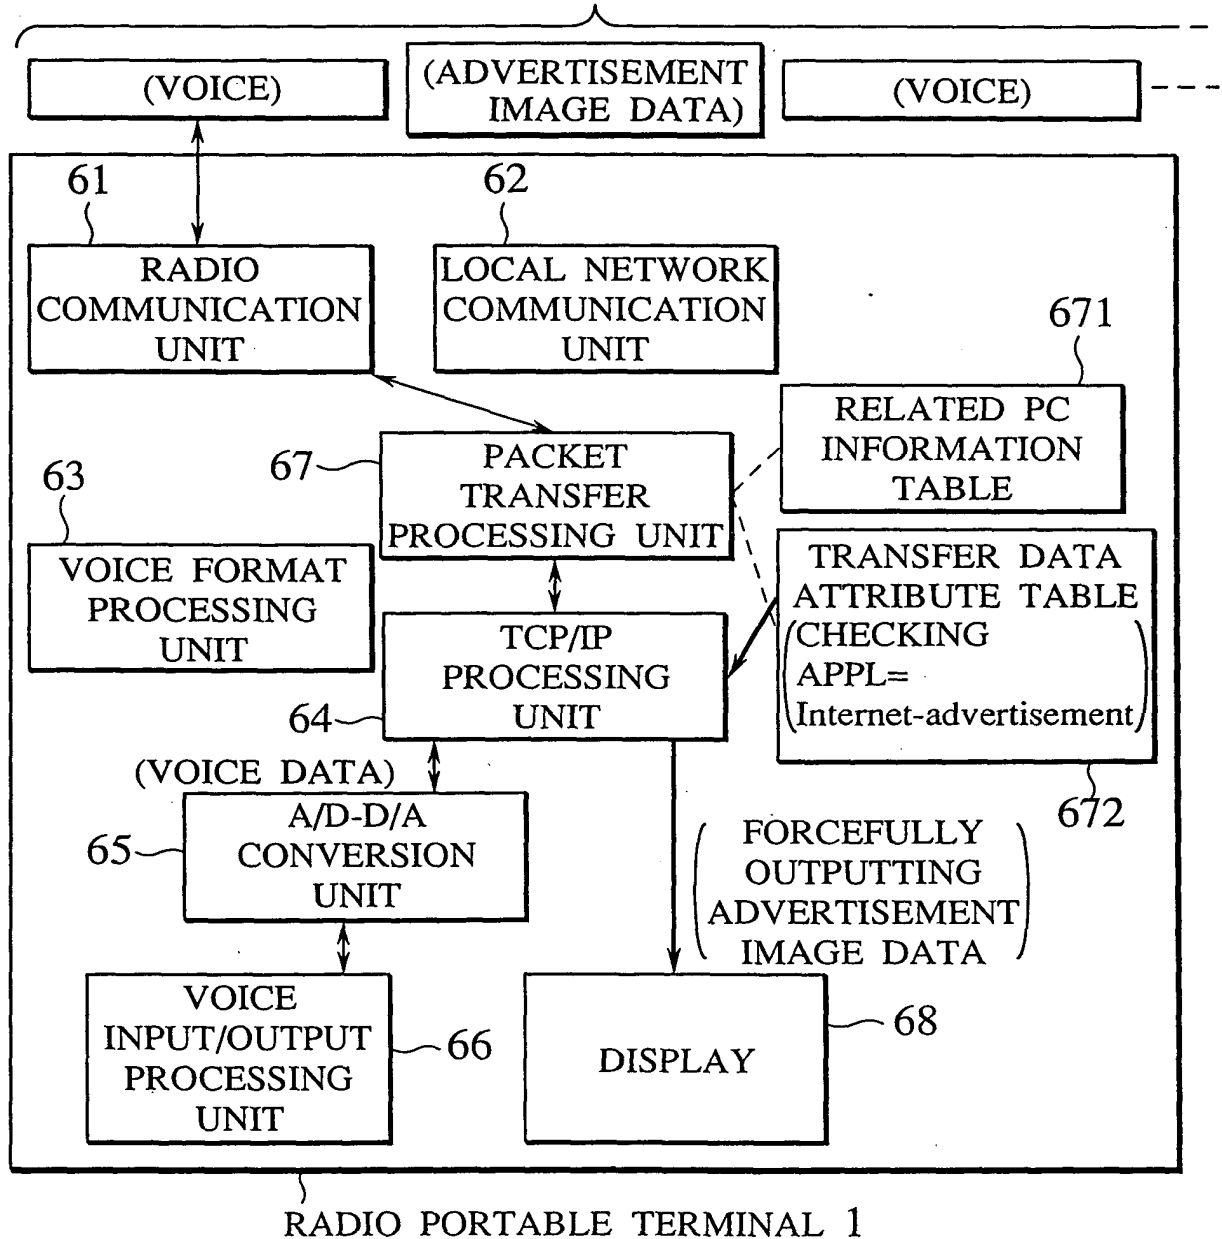 (VOICE)
(ADVERTISEMENT
IMAGE DATA)
(VOICE)
61
62
RADIO
COMMUNICATION
UNIT
LOCAL NETWORK
COMMUNICATION
UNIT
671
RELATED PC
INFORMATION
TABLE
67
PACKET
TRANSFER
PROCESSING UNIT
63
VOICE FORMAT
PROCESSING
UNIT
TRANSFER DATA
ATTRIBUTE TABLE
CHECKING
APPL=
Internet-advertisement
672
TCP/IP
PROCESSING
UNIT
64
(VOICE DATA)
A/D-D/A
CONVERSION
UNIT
65
FORCEFULLY
OUTPUTTING
ADVERTISEMENT
IMAGE DATA
VOICE
INPUT/OUTPUT
PROCESSING
UNIT
66
DISPLAY
68
RADIO PORTABLE TERMINAL 1